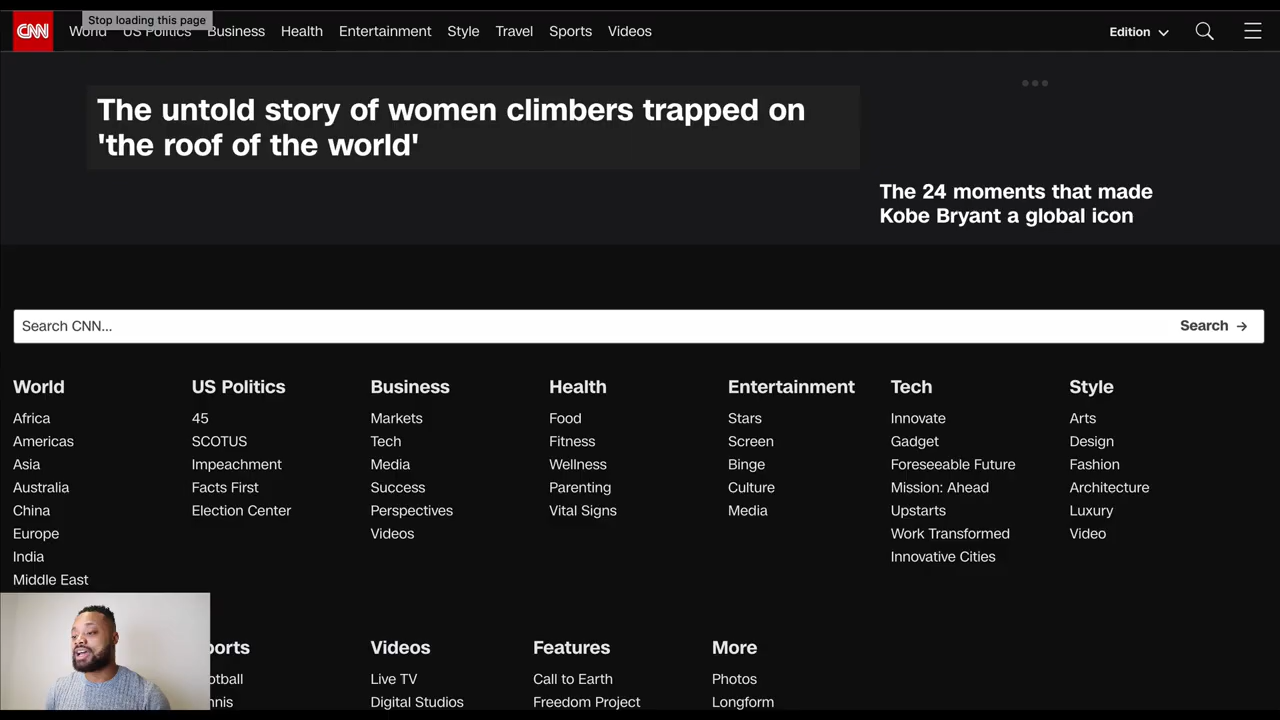 CNN
Stop loading this page
World US Politics Business Health Entertainment Style Travel Sports Videos
Edition
The untold story of women climbers trapped on
'the roof of the world'
The 24 moments that made
Kobe Bryant a global icon
Search CNN...
Search →
World
Africa
Americas
Asia
Australia
China
Europe
India
Middle East
US Politics
45
SCOTUS
Impeachment
Facts First
Election Center
Business
Markets
Tech
Media
Success
Perspectives
Videos
Health
Food
Fitness
Wellness
Parenting
Vital Signs
Entertainment
Stars
Screen
Binge
Culture
Media
Tech
Innovate
Gadget
Foreseeable Future
Mission: Ahead
Upstarts
Work Transformed
Innovative Cities
Style
Arts
Design
Fashion
Architecture
Luxury
Video
ports
otball
nnis
Videos
Live TV
Digital Studios
Features
Call to Earth
Freedom Project
More
Photos
Longform